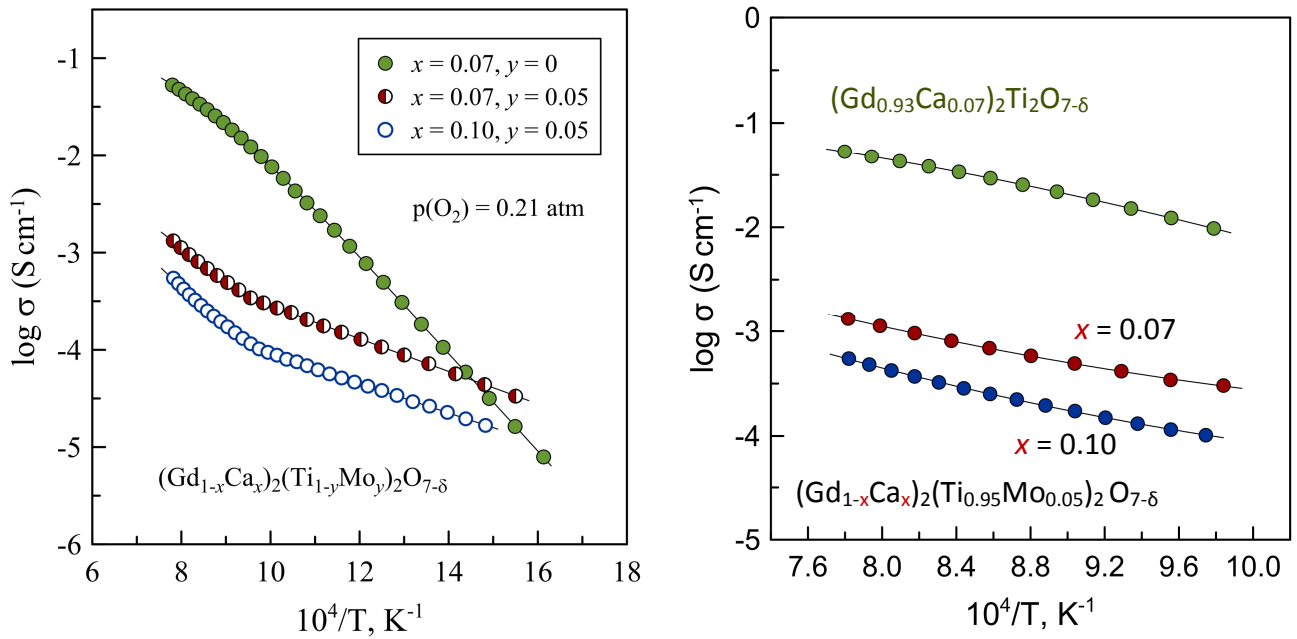 -1
-2
-3
-4
-5
-6
6
8
10
12
14
16
18
log σ (S cm⁻¹)
10⁴/T, K⁻¹
x = 0.07, y = 0
x = 0.07, y = 0.05
x = 0.10, y = 0.05
p(O₂) = 0.21 atm
(Gd₁₋ₓCaₓ)₂(Ti₁₋yMoy)₂O₇₋δ
0
-1
-2
-3
-4
-5
7.6
8.0
8.4
8.8
9.2
9.6
10.0
log σ (S cm⁻¹)
10⁴/T, K⁻¹
(Gd₀.₉₃Ca₀.₀₇)₂Ti₂O₇₋δ
x = 0.07
x = 0.10
(Gd₁₋ₓCaₓ)₂(Ti₀.₉₅Mo₀.₀₅)₂ O₇₋δ